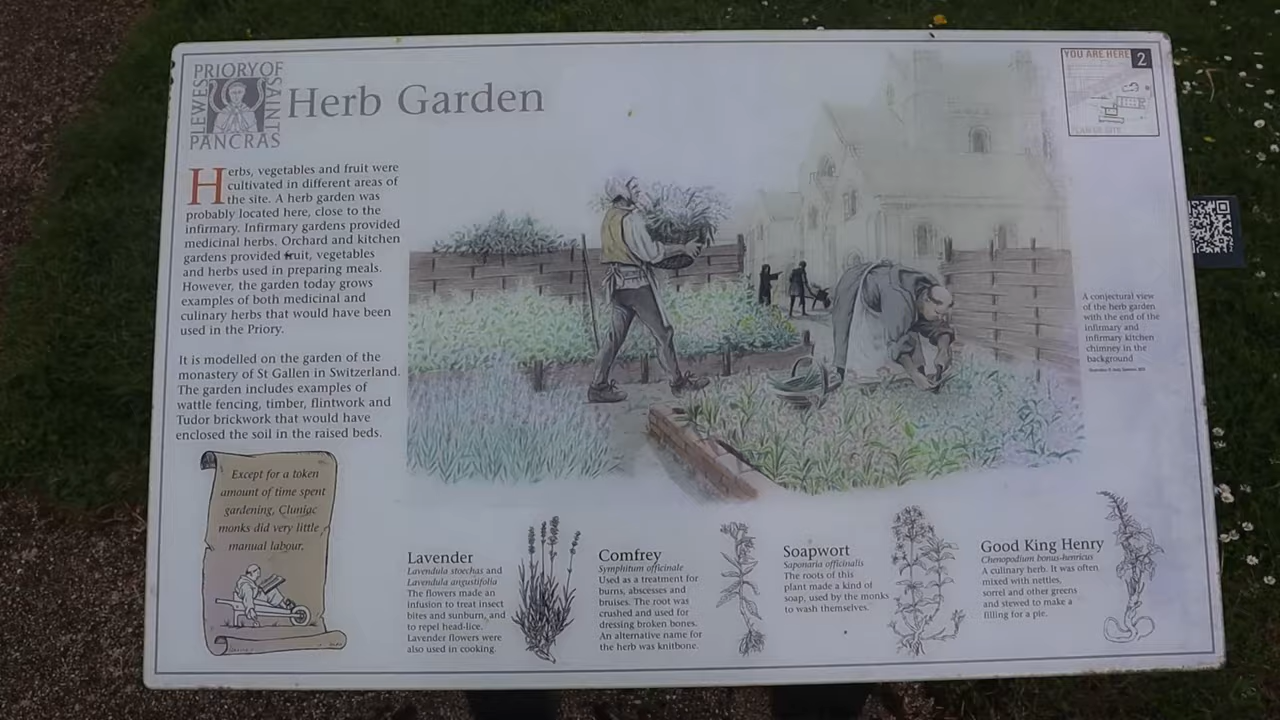 PRIORY OF
LEWES
SAINT
PANCRAS
Herb Garden
YOU ARE HERE
2
PLAN OF SITE
Herbs, vegetables and fruit were
cultivated in different areas of
the site. A herb garden was
probably located here, close to the
infirmary. Infirmary gardens provided
medicinal herbs. Orchard and kitchen
gardens provided fruit, vegetables
and herbs used in preparing meals.
However, the garden today grows
examples of both medicinal and
culinary herbs that would have been
used in the Priory.
It is modelled on the garden of the
monastery of St Gallen in Switzerland.
The garden includes examples of
wattle fencing, timber, flintwork and
Tudor brickwork that would have
enclosed the soil in the raised beds.
A conjectural view
of the herb garden
with the end of the
infirmary and
infirmary kitchen
chimney in the
background
Except for a token
amount of time spent
gardening, Cluniac
monks did very little
manual labour.
Lavender
Lavendula stoechas and
Lavendula angustifolia
The flowers made an
infusion to treat insect
bites and sunburn, and
to repel head-lice.
Lavender flowers were
also used in cooking.
Comfrey
Symphitum officinale
Used as a treatment for
burns, abscesses and
bruises. The root was
crushed and used for
dressing broken bones.
An alternative name for
the herb was knitbone.
Soapwort
Saponaria officinalis
The roots of this
plant made a kind of
soap, used by the monks
to wash themselves.
Good King Henry
Chenopodium bonus-henricus
A culinary herb. It was often
mixed with nettles,
sorrel and other greens
and stewed to make a
filling for a pie.